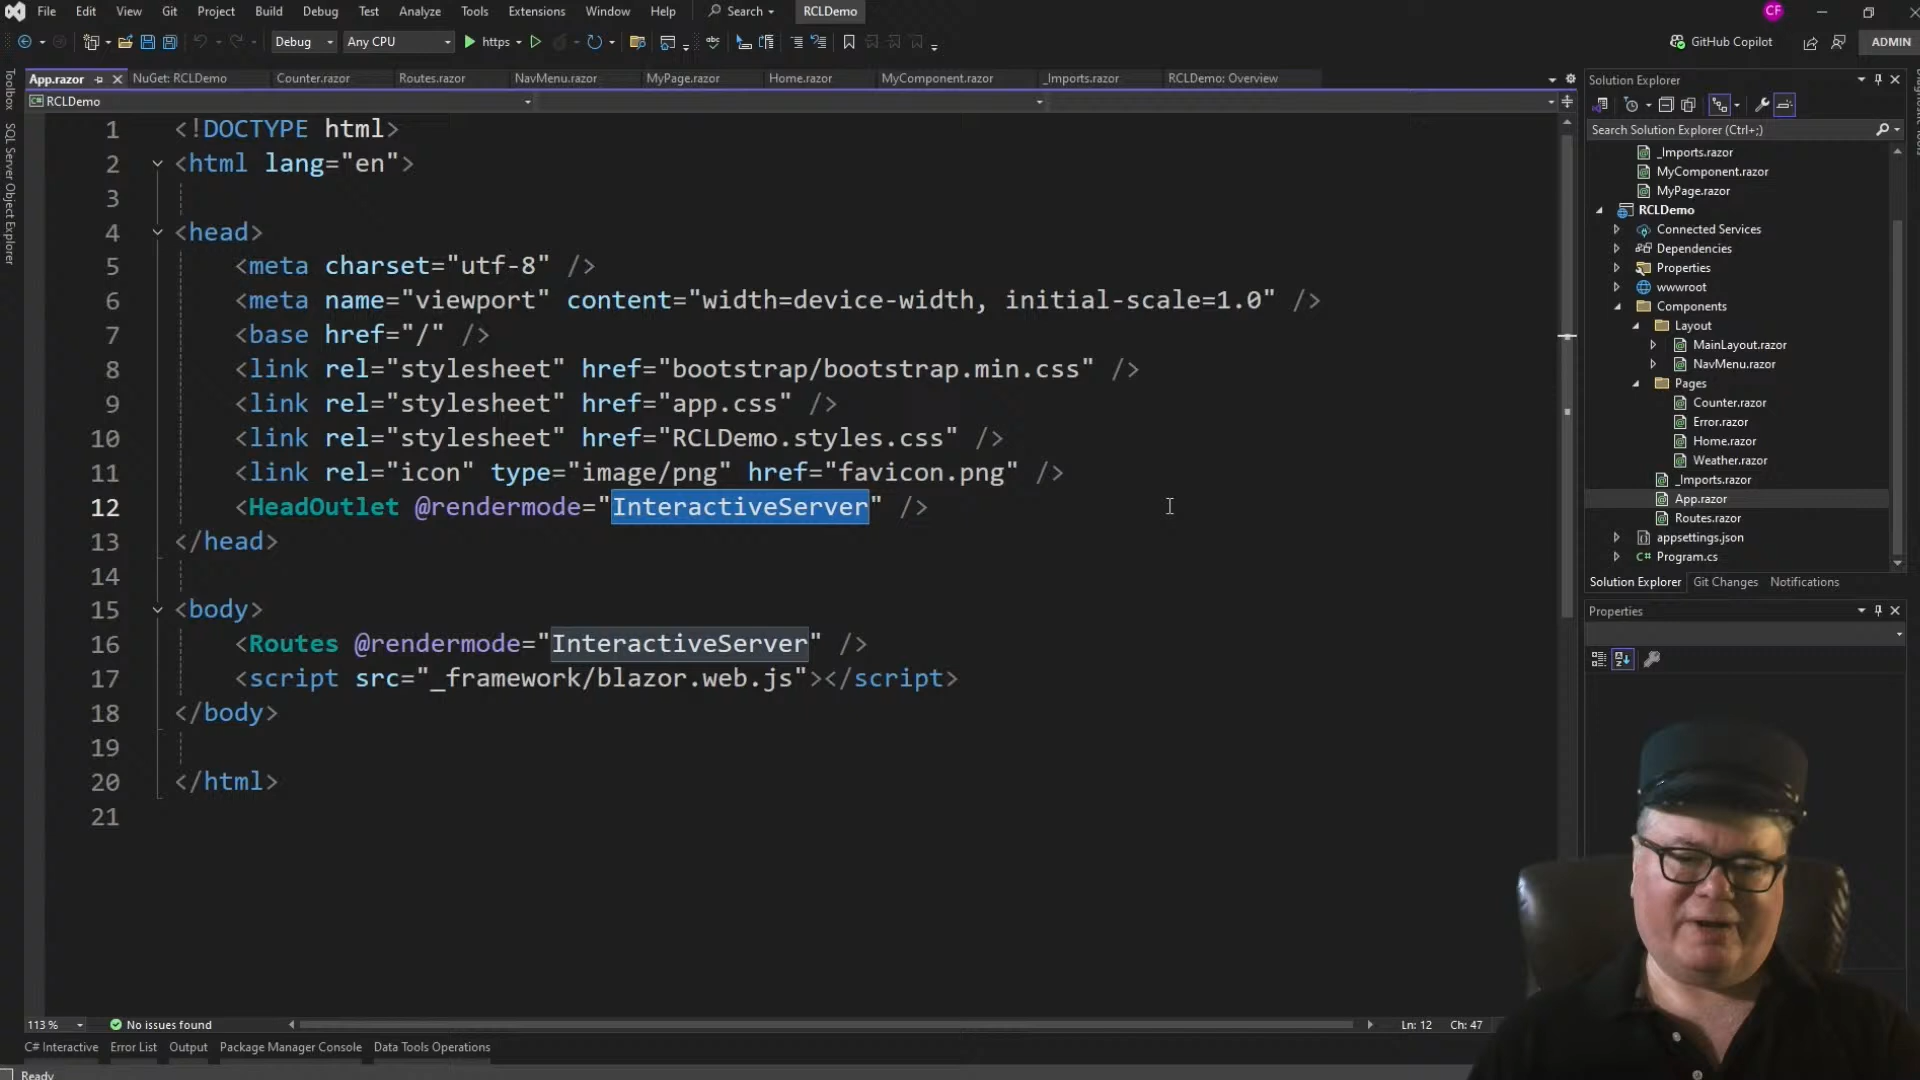 File Edit View Git Project Build Debug Test Analyze Tools Extensions Window Help Search RCLDemo CF
Debug Any CPU https GitHub Copilot ADMIN
App.razor NuGet: RCLDemo Counter.razor Routes.razor NavMenu.razor MyPage.razor Home.razor MyComponent.razor _Imports.razor RCLDemo: Overview
RCLDemo
Toolbox
SQL Server Object Explorer
1 <!DOCTYPE html>
2 <html lang="en">
3
4 <head>
5 <meta charset="utf-8" />
6 <meta name="viewport" content="width=device-width, initial-scale=1.0" />
7 <base href="/" />
8 <link rel="stylesheet" href="bootstrap/bootstrap.min.css" />
9 <link rel="stylesheet" href="app.css" />
10 <link rel="stylesheet" href="RCLDemo.styles.css" />
11 <link rel="icon" type="image/png" href="favicon.png" />
12 <HeadOutlet @rendermode="InteractiveServer" />
13 </head>
14
15 <body>
16 <Routes @rendermode="InteractiveServer" />
17 <script src="_framework/blazor.web.js"></script>
18 </body>
19
20 </html>
21
113 % No issues found Ln: 12 Ch: 47
C# Interactive Error List Output Package Manager Console Data Tools Operations
Ready
Solution Explorer
Search Solution Explorer (Ctrl+;)
_Imports.razor
MyComponent.razor
MyPage.razor
RCLDemo
Connected Services
Dependencies
Properties
wwwroot
Components
Layout
MainLayout.razor
NavMenu.razor
Pages
Counter.razor
Error.razor
Home.razor
Weather.razor
_Imports.razor
App.razor
Routes.razor
appsettings.json
C# Program.cs
Solution Explorer Git Changes Notifications
Properties